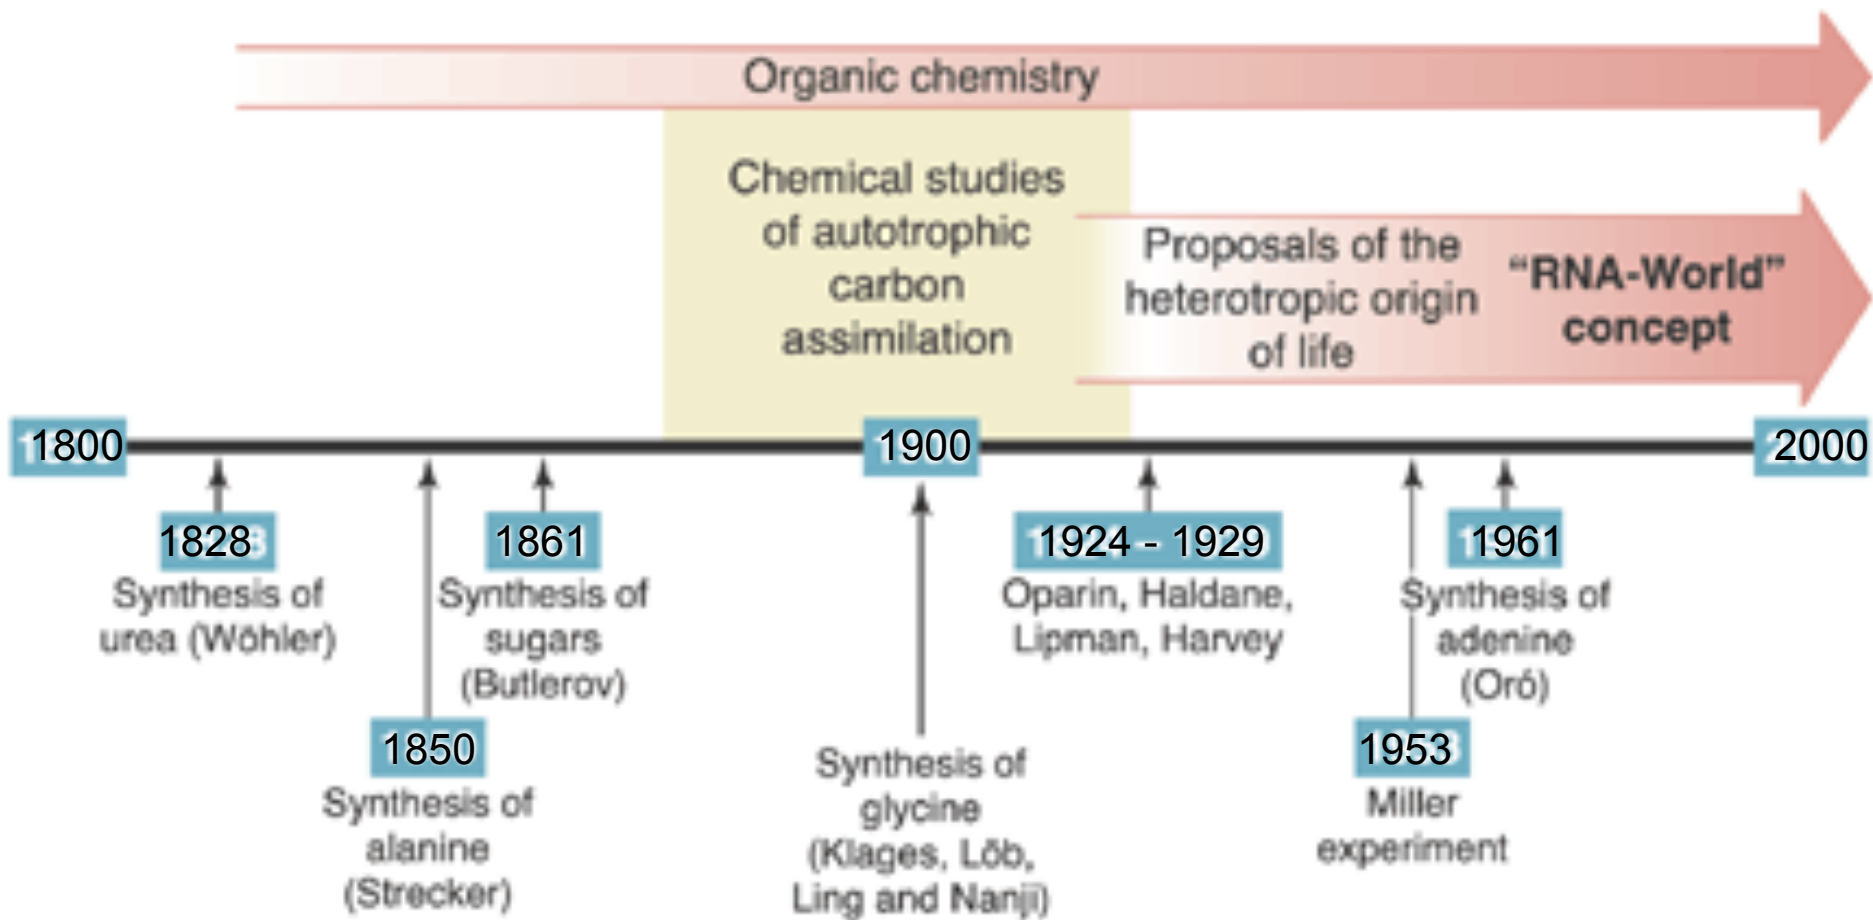 Organic chemistry
Chemical studies
of autotrophic
carbon
assimilation
Proposals of the
heterotropic origin
of life
“RNA-World”
concept
1800
1900
2000
1828
Synthesis of
urea (Wöhler)
1850
Synthesis of
alanine
(Strecker)
1861
Synthesis of
sugars
(Butlerov)
Synthesis of
glycine
(Klages, Löb,
Ling and Nanji)
1924 - 1929
Oparin, Haldane,
Lipman, Harvey
1953
Miller
experiment
1961
Synthesis of
adenine
(Oró)